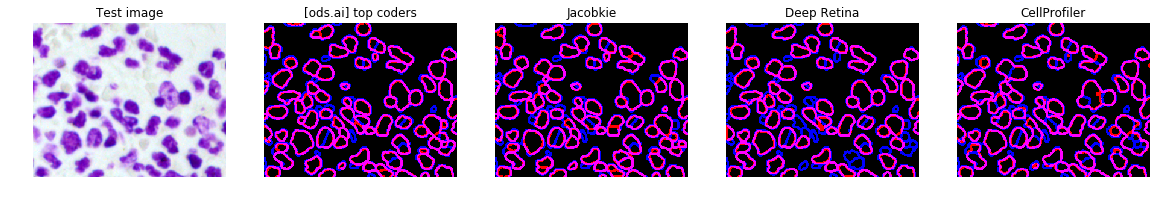 Test image
[ods.ai] top coders
Jacobkie
Deep Retina
CellProfiler